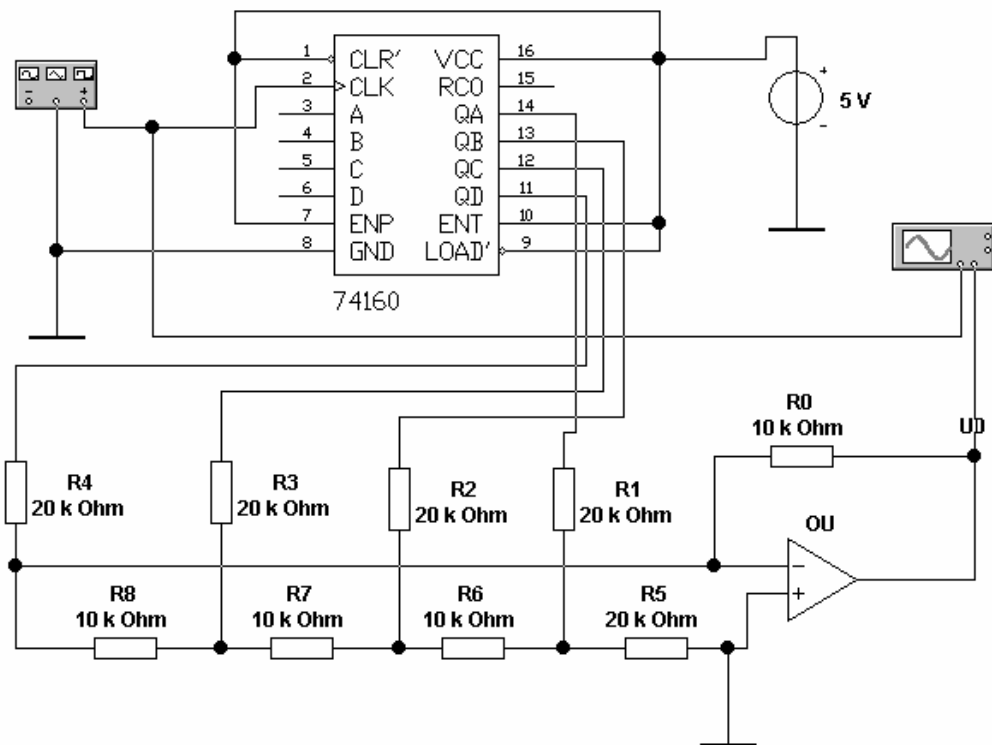 1 CLR' VCC 16
2 CLK RCO 15
3 A QA 14
4 B QB 13
5 C QC 12
6 D QD 11
7 ENP ENT 10
8 GND LOAD' 9
74160
+
5 V
-
- +
R0
10 k Ohm
UD
R4
20 k Ohm
R3
20 k Ohm
R2
20 k Ohm
R1
20 k Ohm
OU
-
+
R8
10 k Ohm
R7
10 k Ohm
R6
10 k Ohm
R5
20 k Ohm